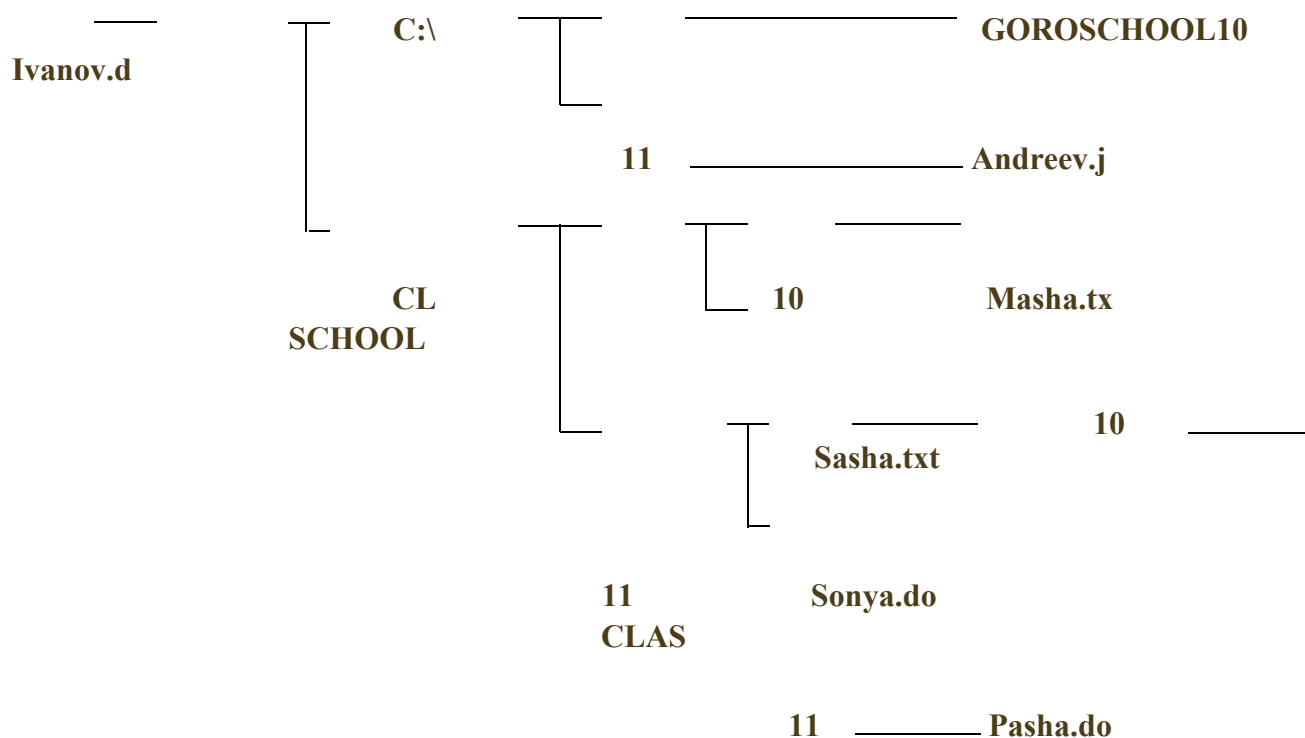 C:\ GOROSCHOOL10
Ivanov.d
11 Andreev.j
CL 10 Masha.tx
SCHOOL
10
Sasha.txt
11 Sonya.do
CLAS
11 Pasha.do